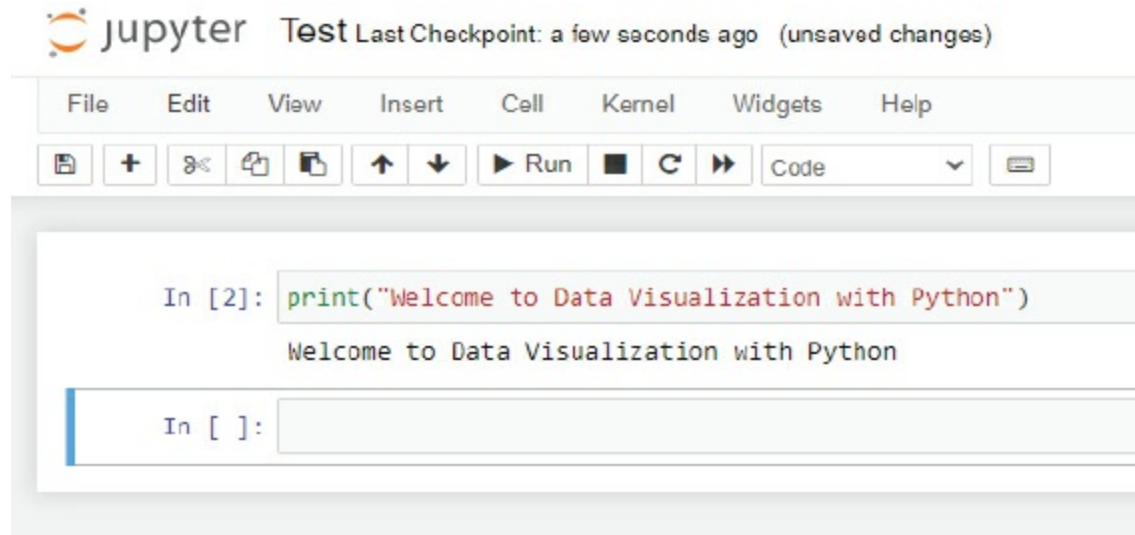 jupyter Test Last Checkpoint: a few seconds ago (unsaved changes)
File Edit View Insert Cell Kernel Widgets Help
Run Code
In [2]: print("Welcome to Data Visualization with Python")
Welcome to Data Visualization with Python
In [ ]: